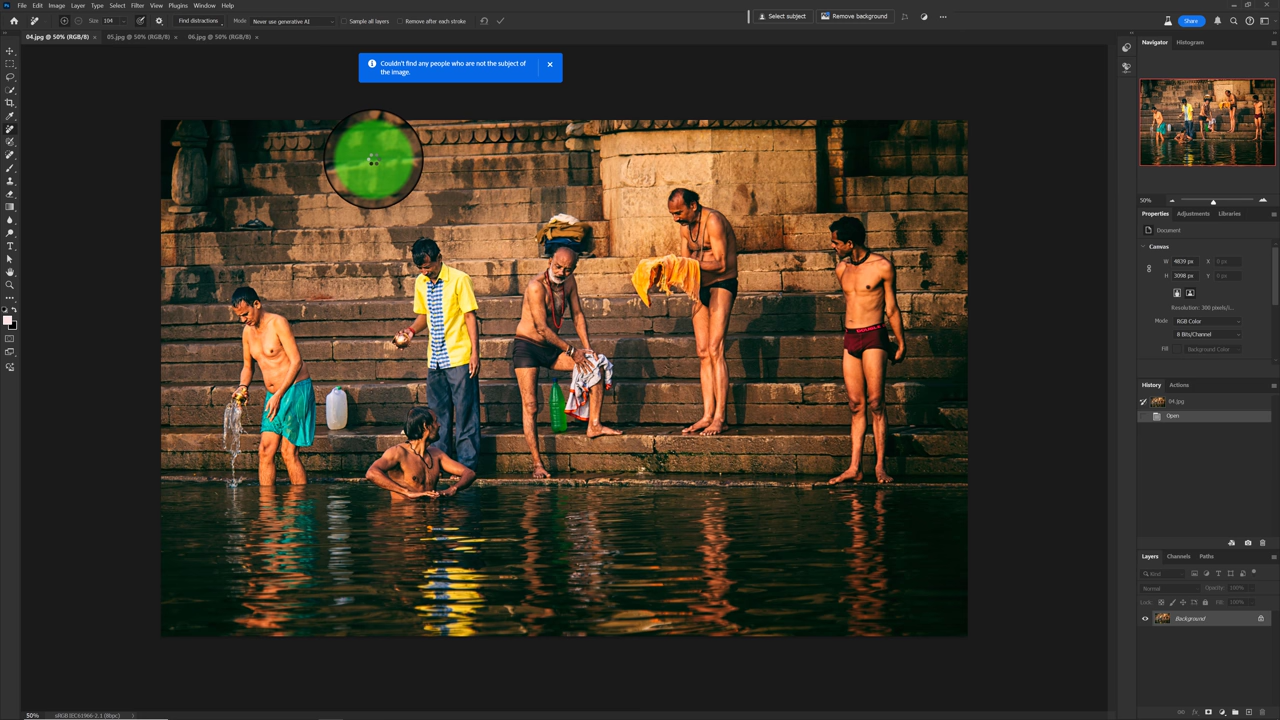 File Edit Image Layer Type Select Filter View Plugins Window Help
Size: 104 Find distractions Mode Never use generative AI Sample all layers Remove after each stroke
Select subject Remove background
Share
04.jpg @ 50% (RGB/8) × 05.jpg @ 50% (RGB/8) × 06.jpg @ 50% (RGB/8) ×
Couldn't find any people who are not the subject of
the image.
Navigator Histogram
50%
Properties Adjustments Libraries
Document
Canvas
W 4839 px X 0 px
H 3098 px Y 0 px
Resolution: 300 pixels/i...
Mode RGB Color
8 Bits/Channel
Fill Background Color
History Actions
04.jpg
Open
Layers Channels Paths
Kind
Normal Opacity: 100%
Lock: Fill: 100%
Background
50% sRGB IEC61966-2.1 (8bpc)